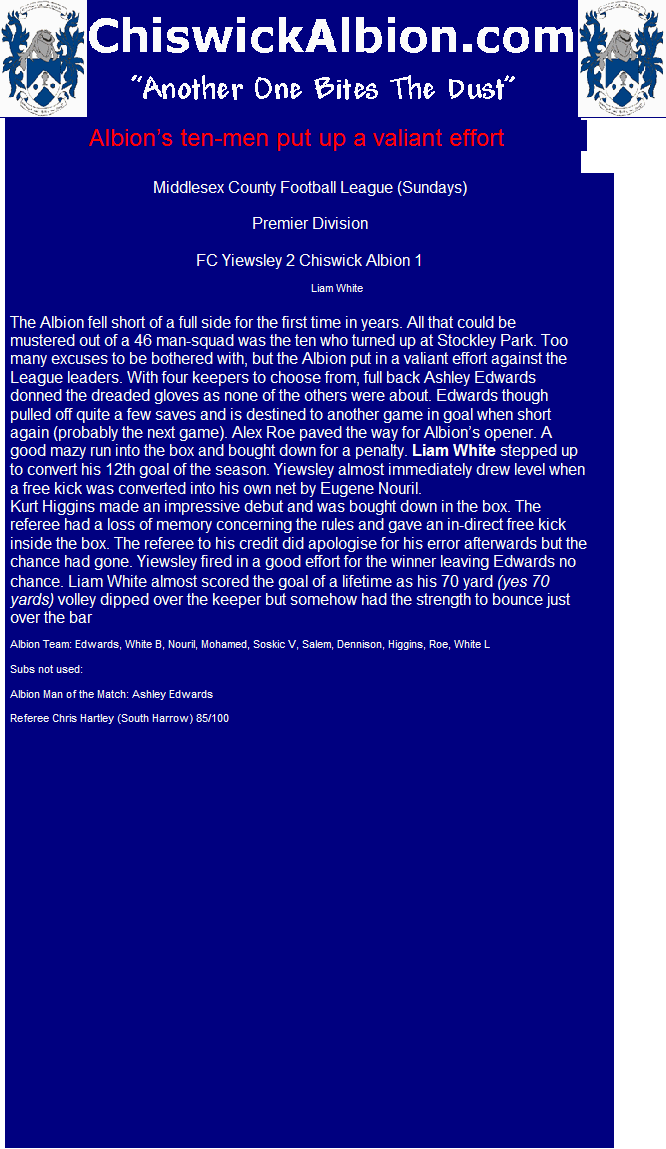 ChiswickAlbion.com
"Another One Bites The Dust"
Albion's ten-men put up a valiant effort
Middlesex County Football League (Sundays)
Premier Division
FC Yiewsley 2 Chiswick Albion 1
Liam White
The Albion fell short of a full side for the first time in years. All that could be
mustered out of a 46 man-squad was the ten who turned up at Stockley Park. Too
many excuses to be bothered with, but the Albion put in a valiant effort against the
League leaders. With four keepers to choose from, full back Ashley Edwards
donned the dreaded gloves as none of the others were about. Edwards though
pulled off quite a few saves and is destined to another game in goal when short
again (probably the next game). Alex Roe paved the way for Albion's opener. A
good mazy run into the box and bought down for a penalty. Liam White stepped up
to convert his 12th goal of the season. Yiewsley almost immediately drew level when
a free kick was converted into his own net by Eugene Nouril.
Kurt Higgins made an impressive debut and was bought down in the box. The
referee had a loss of memory concerning the rules and gave an in-direct free kick
inside the box. The referee to his credit did apologise for his error afterwards but the
chance had gone. Yiewsley fired in a good effort for the winner leaving Edwards no
chance. Liam White almost scored the goal of a lifetime as his 70 yard (yes 70
yards) volley dipped over the keeper but somehow had the strength to bounce just
over the bar
Albion Team: Edwards, White B, Nouril, Mohamed, Soskic V, Salem, Dennison, Higgins, Roe, White L
Subs not used:
Albion Man of the Match: Ashley Edwards
Referee Chris Hartley (South Harrow) 85/100